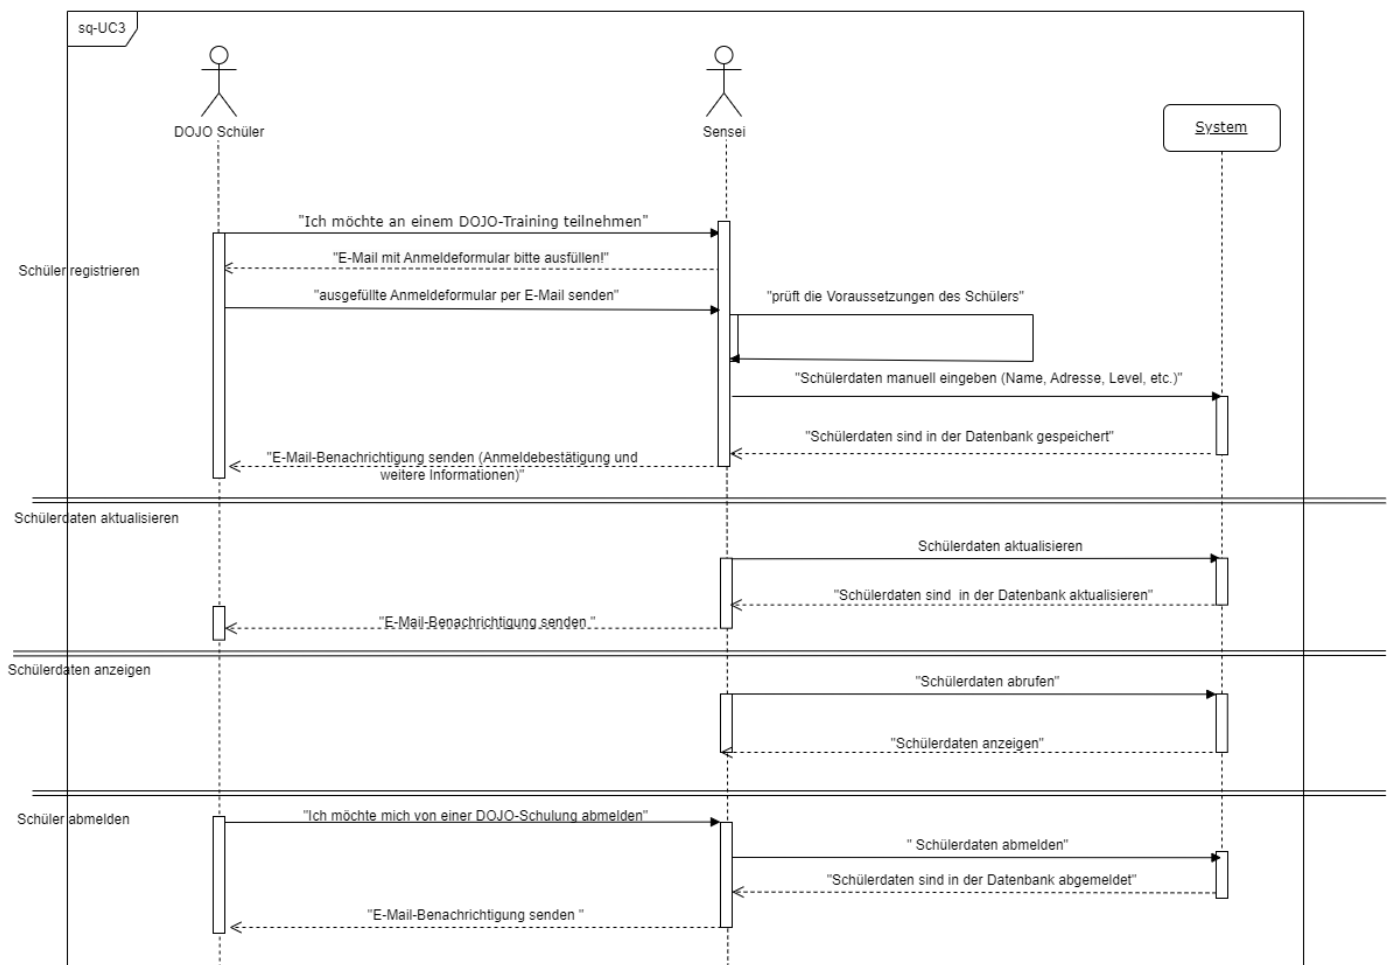 sq-UC3
DOJO Schüler
Sensei
System
"Ich möchte an einem DOJO-Training teilnehmen"
"E-Mail mit Anmeldeformular bitte ausfüllen!"
Schüler registrieren
"ausgefüllte Anmeldeformular per E-Mail senden"
"prüft die Voraussetzungen des Schülers"
"Schülerdaten manuell eingeben (Name, Adresse, Level, etc.)"
"Schülerdaten sind in der Datenbank gespeichert"
"E-Mail-Benachrichtigung senden (Anmeldebestätigung und
weitere Informationen)"
Schülerdaten aktualisieren
Schülerdaten aktualisieren
"Schülerdaten sind  in der Datenbank aktualisieren"
"E-Mail-Benachrichtigung senden "
Schülerdaten anzeigen
"Schülerdaten abrufen"
"Schülerdaten anzeigen"
Schüler abmelden
"Ich möchte mich von einer DOJO-Schulung abmelden"
" Schülerdaten abmelden"
"Schülerdaten sind in der Datenbank abgemeldet"
"E-Mail-Benachrichtigung senden "